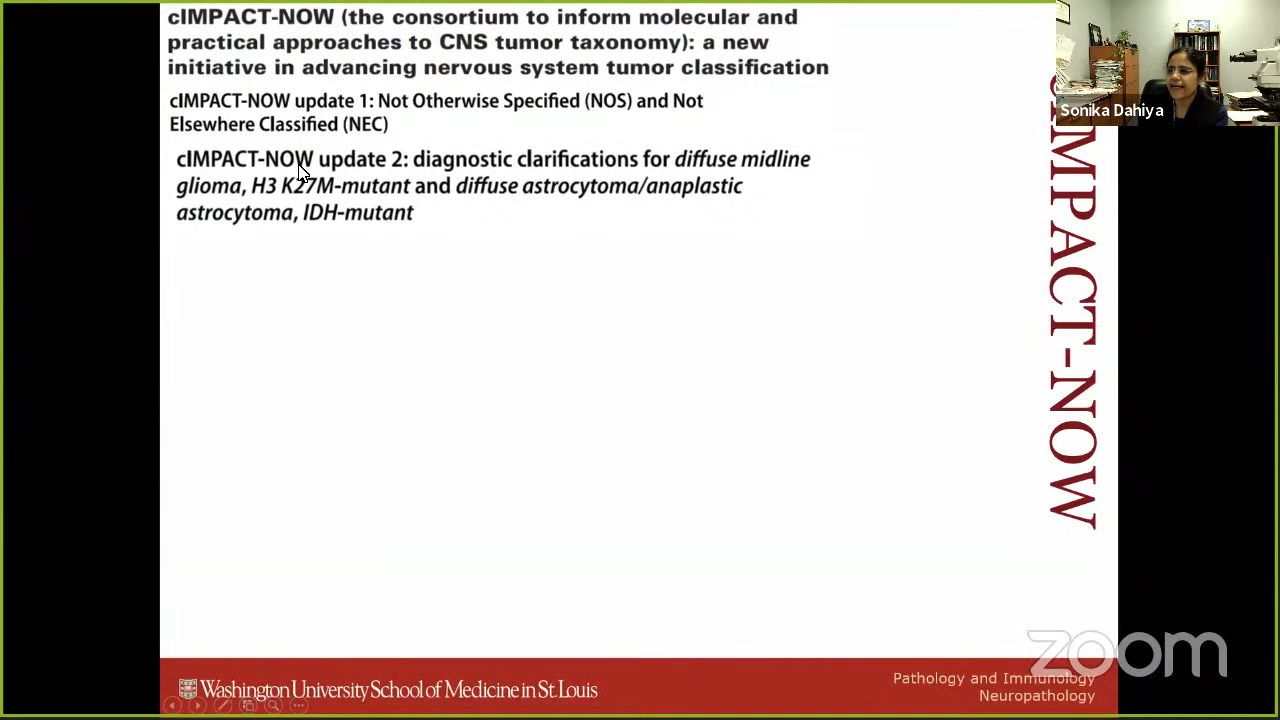 cIMPACT-NOW (the consortium to inform molecular and
practical approaches to CNS tumor taxonomy): a new
initiative in advancing nervous system tumor classification
cIMPACT-NOW update 1: Not Otherwise Specified (NOS) and Not
Elsewhere Classified (NEC)
cIMPACT-NOW update 2: diagnostic clarifications for diffuse midline
glioma, H3 K27M-mutant and diffuse astrocytoma/anaplastic
astrocytoma, IDH-mutant
Sonika Dahiya
cIMPACT-NOW
zoom
Washington University School of Medicine in St. Louis
Pathology and Immunology
Neuropathology